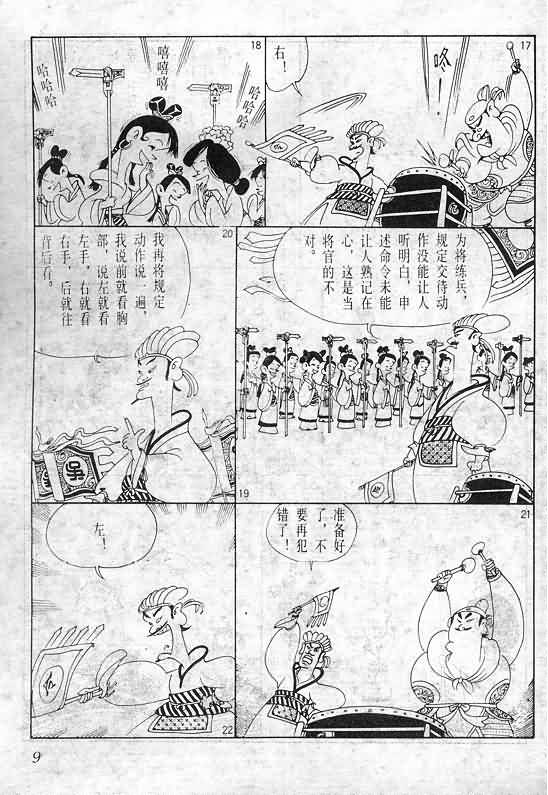 17
咚！
右！
18
嘻嘻嘻
哈哈哈
哈哈哈
为将练兵，
规定交待动
作没能让人
听明白，申
述命令未能
让人熟记在
心，这是当
将官的不
对。
19
20
我再将规定
动作说一遍，
我说前就看胸
部，说左就看
左手，右就看
右手，后就往
背后看。
吳
21
准备好
了，不
要再犯
错了！
左！
22
9